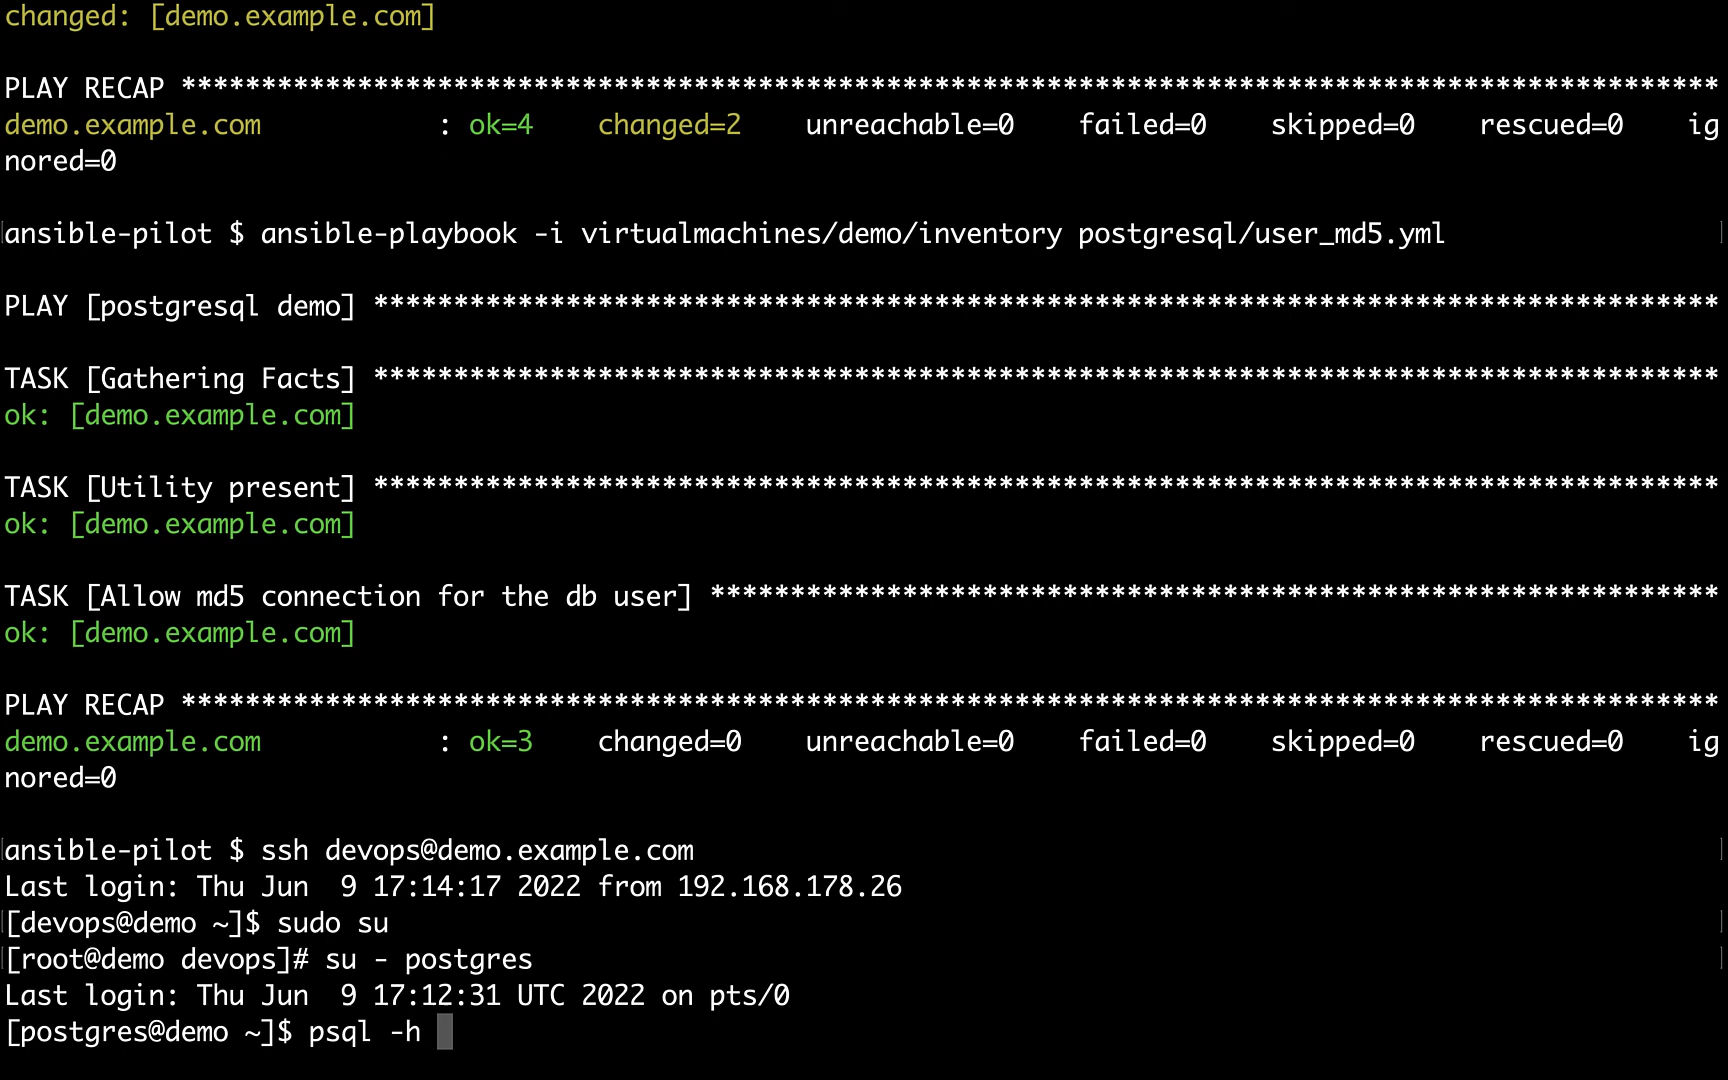 changed: [demo.example.com]
PLAY RECAP ************************************************************************************************
demo.example.com           : ok=4    changed=2    unreachable=0    failed=0    skipped=0    rescued=0    ig
nored=0
ansible-pilot $ ansible-playbook -i virtualmachines/demo/inventory postgresql/user_md5.yml
PLAY [postgresql demo] ************************************************************************************
TASK [Gathering Facts] ************************************************************************************
ok: [demo.example.com]
TASK [Utility present] ************************************************************************************
ok: [demo.example.com]
TASK [Allow md5 connection for the db user] ***************************************************************
ok: [demo.example.com]
PLAY RECAP ************************************************************************************************
demo.example.com           : ok=3    changed=0    unreachable=0    failed=0    skipped=0    rescued=0    ig
nored=0
ansible-pilot $ ssh devops@demo.example.com
Last login: Thu Jun  9 17:14:17 2022 from 192.168.178.26
[devops@demo ~]$ sudo su
[root@demo devops]# su - postgres
Last login: Thu Jun  9 17:12:31 UTC 2022 on pts/0
[postgres@demo ~]$ psql -h